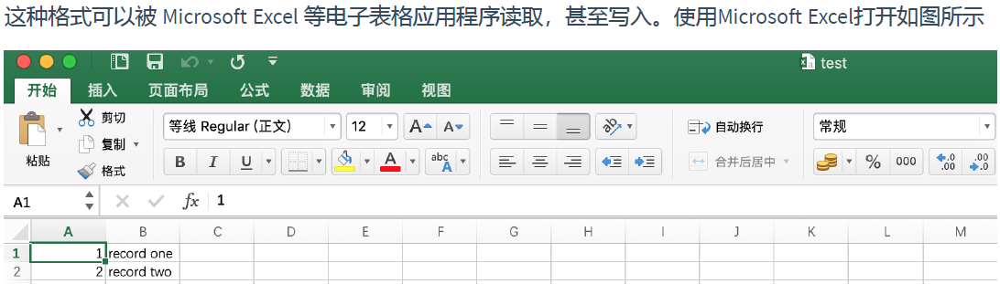 这种格式可以被 Microsoft Excel 等电子表格应用程序读取，甚至写入。使用Microsoft Excel打开如图所示
test
开始 插入 页面布局 公式 数据 审阅 视图
粘贴
剪切
复制
格式
等线 Regular (正文) 12 A A
B I U A abc A
ab
自动换行
合并后居中
常规
% 000 .0 .00 .00 .0
A1 fx 1
A B C D E F G H I J K L M
1 1 record one
2 2 record two